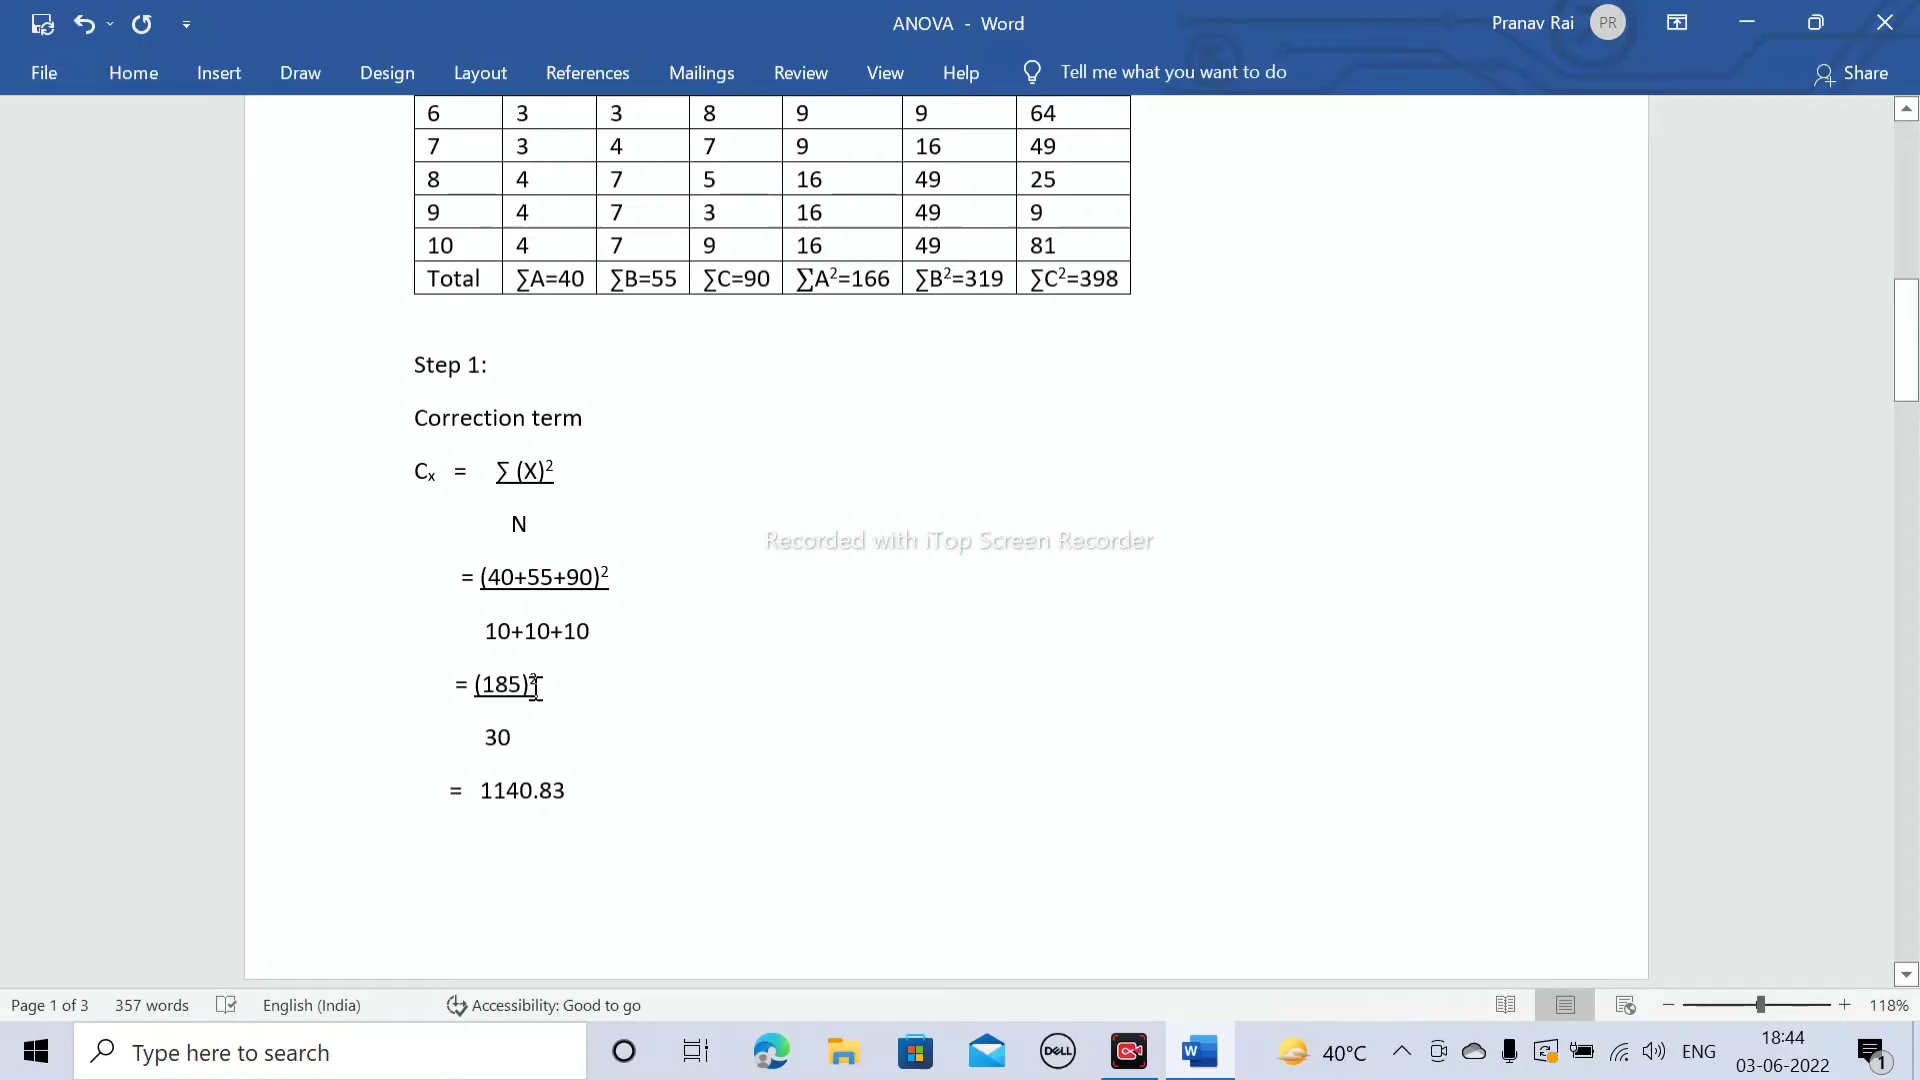 ANOVA - Word
Pranav Rai PR
File Home Insert Draw Design Layout References Mailings Review View Help Tell me what you want to do Share
6 3 3 8 9 9 64
7 3 4 7 9 16 49
8 4 7 5 16 49 25
9 4 7 3 16 49 9
10 4 7 9 16 49 81
Total ∑A=40 ∑B=55 ∑C=90 ∑A²=166 ∑B²=319 ∑C²=398
Step 1:
Correction term
Cₓ = ∑ (X)²
N
Recorded with iTop Screen Recorder
= (40+55+90)²
10+10+10
= (185)²
30
= 1140.83
Page 1 of 3 357 words English (India) Accessibility: Good to go 118%
Type here to search
DELL
W
40°C
ENG
18:44
03-06-2022
1